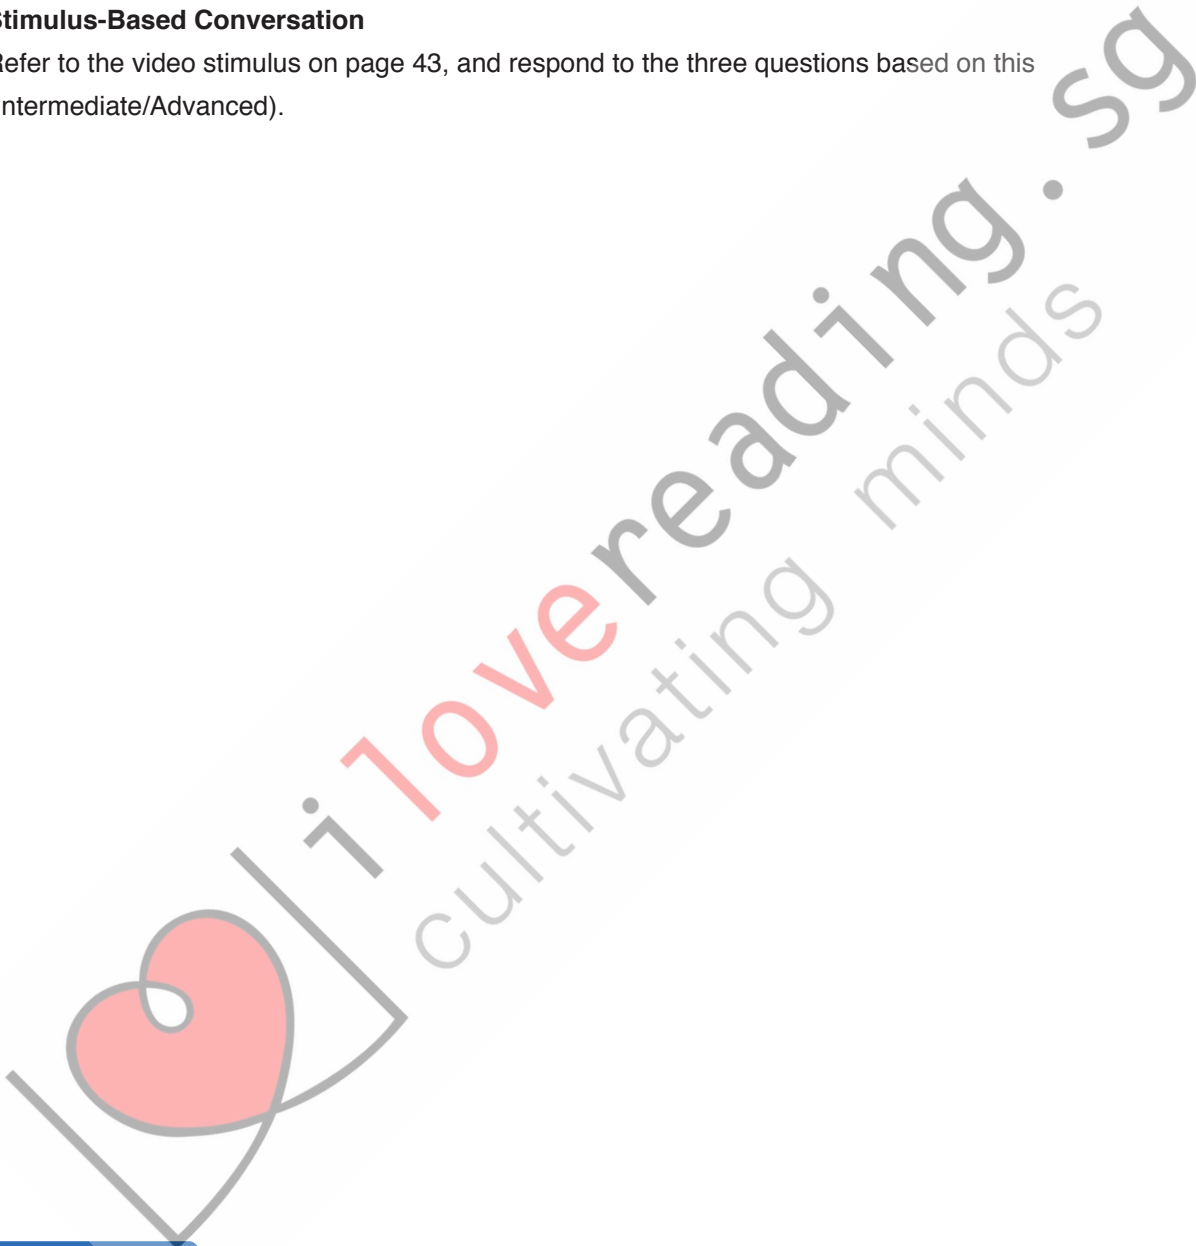 Stimulus-Based Conversation
Refer to the video stimulus on page 43, and respond to the three questions based on this
Intermediate/Advanced).
ilovereading.sg
cultivating minds